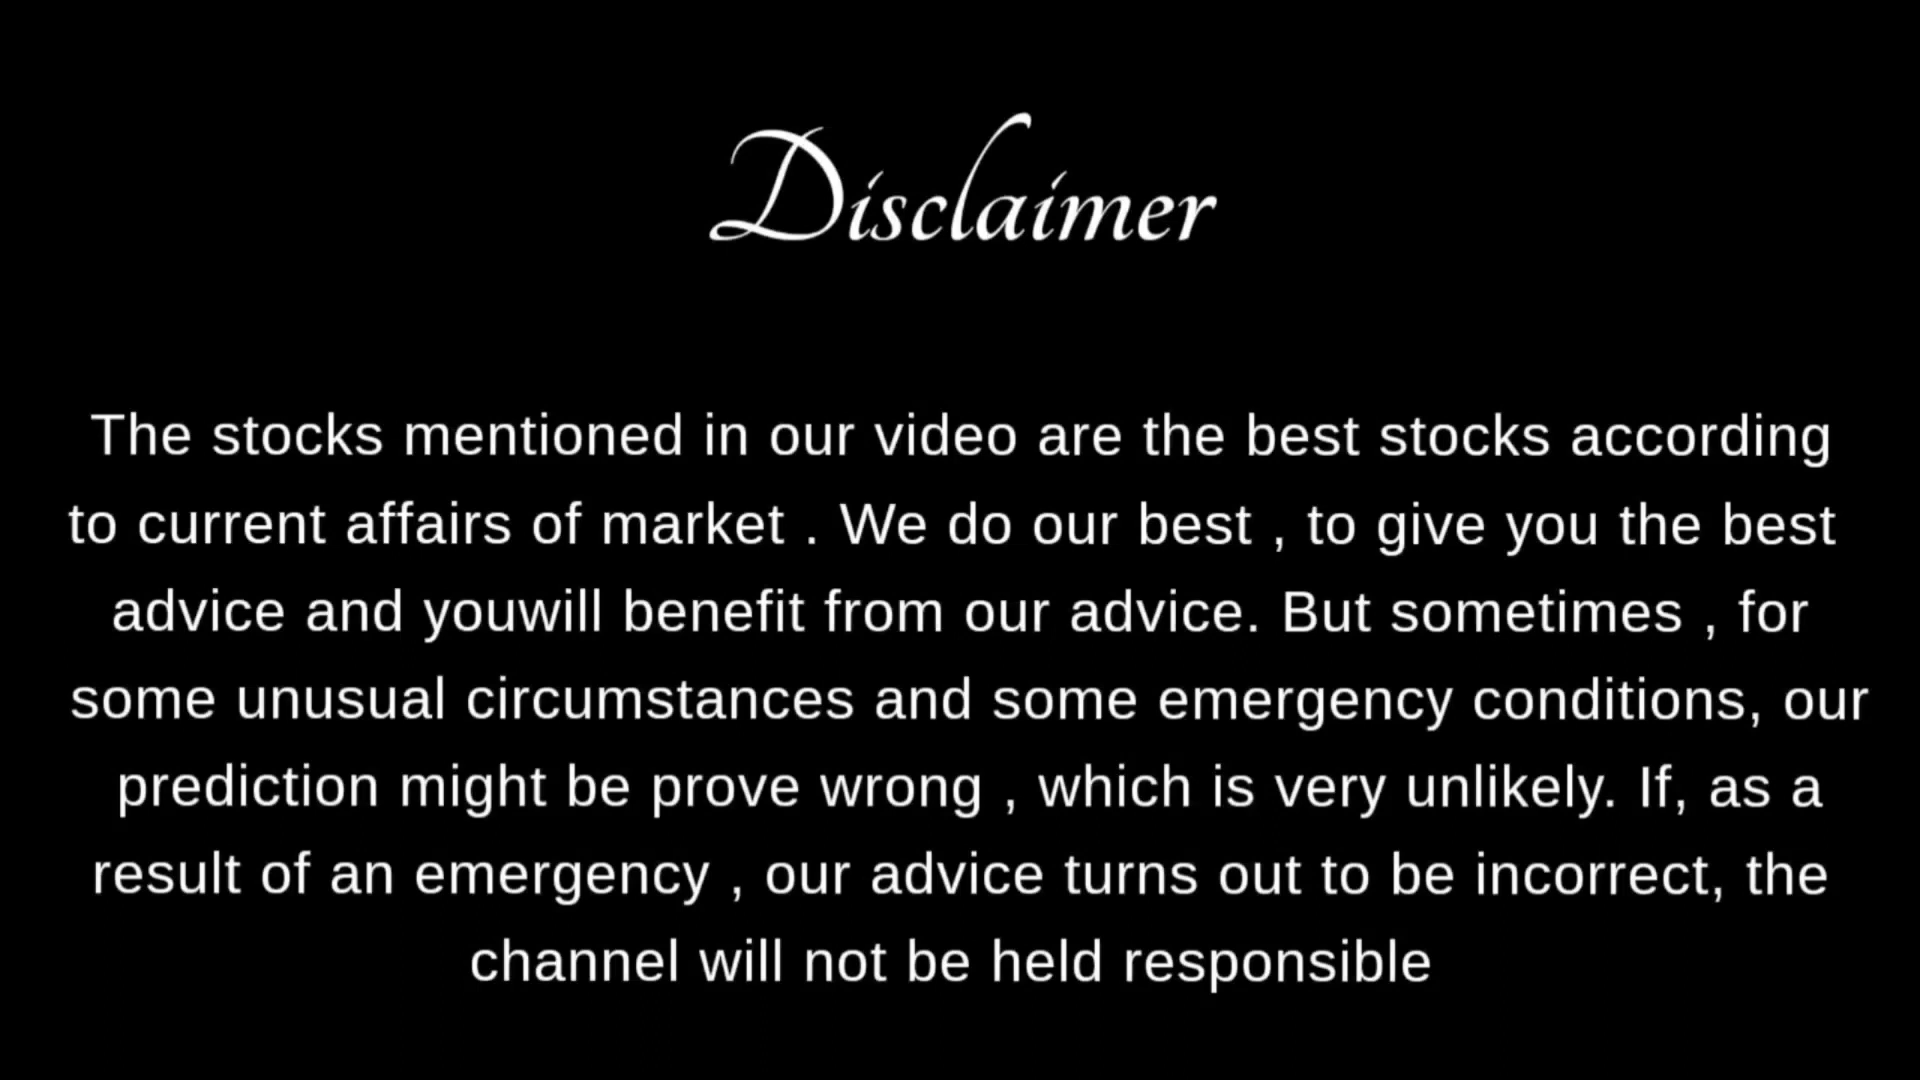 Disclaimer
The stocks mentioned in our video are the best stocks according
to current affairs of market . We do our best , to give you the best
advice and youwill benefit from our advice. But sometimes , for
some unusual circumstances and some emergency conditions, our
prediction might be prove wrong , which is very unlikely. If, as a
result of an emergency , our advice turns out to be incorrect, the
channel will not be held responsible